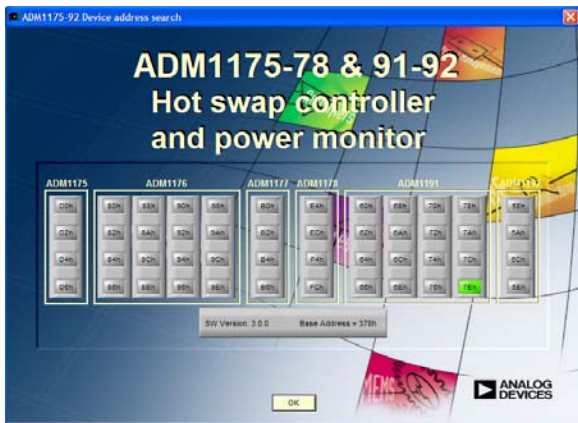 ADM1175-92 Device address search
ADM1175-78 & 91-92
Hot swap controller
and power monitor
ADM1175 ADM1176 ADM1177 ADM1178 ADM1191 ADM1192
D0h 80h 88h 90h 98h B0h E4h 60h 68h 70h 78h 58h
D2h 82h 8Ah 92h 9Ah B2h ECh 62h 6Ah 72h 7Ah 5Ah
D4h 84h 8Ch 94h 9Ch B4h F4h 64h 6Ch 74h 7Ch 5Ch
D6h 86h 8Eh 96h 9Eh B6h FCh 66h 6Eh 76h 7Eh 5Eh
SW Version: 3.0.0 Base Address = 378h
MEMS
OK
ANALOG
DEVICES